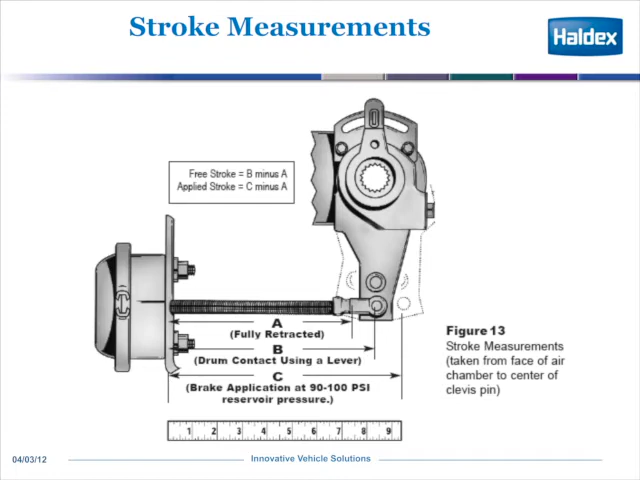 Stroke Measurements
Haldex
Free Stroke = B minus A
Applied Stroke = C minus A
A
(Fully Retracted)
B
(Drum Contact Using a Lever)
C
(Brake Application at 90-100 PSI
reservoir pressure.)
Figure 13
Stroke Measurements
(taken from face of air
chamber to center of
clevis pin)
1 2 3 4 5 6 7 8 9
04/03/12
Innovative Vehicle Solutions